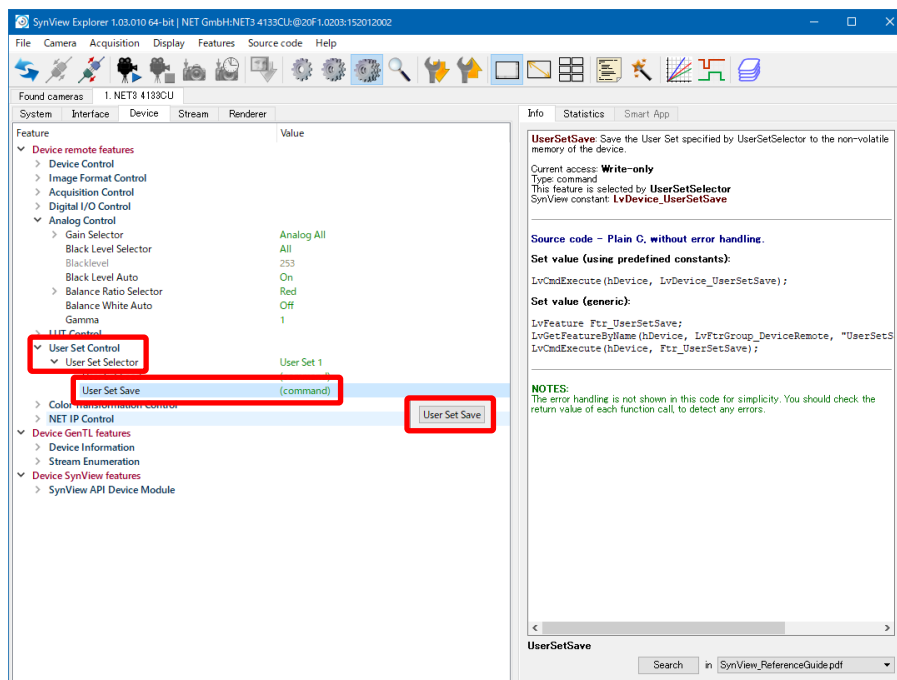 SynView Explorer 1.03.010 64-bit | NET GmbH:NET3 4133CU:@20F1.0203:152012002
File Camera Acquisition Display Features Source code Help
Found cameras 1. NET3 4133CU
System Interface Device Stream Renderer
Feature Value
Device remote features
Device Control
Image Format Control
Acquisition Control
Digital I/O Control
Analog Control
Gain Selector Analog All
Black Level Selector All
Blacklevel 253
Black Level Auto On
Balance Ratio Selector Red
Balance White Auto Off
Gamma 1
LUT Control
User Set Control
User Set Selector User Set 1
User Set Save (command)
Color Transformation Control
User Set Save
NET IP Control
Device GenTL features
Device Information
Stream Enumeration
Device SynView features
SynView API Device Module
Info Statistics Smart App
UserSetSave: Save the User Set specified by UserSetSelector to the non-volatile
memory of the device.
Current access: Write-only
Type: command
This feature is selected by UserSetSelector
SynView constant: LvDevice_UserSetSave
Source code - Plain C, without error handling.
Set value (using predefined constants):
LvCmdExecute(hDevice, LvDevice_UserSetSave);
Set value (generic):
LvFeature Ftr_UserSetSave;
LvGetFeatureByName(hDevice, LvFtrGroup_DeviceRemote, "UserSetS
LvCmdExecute(hDevice, Ftr_UserSetSave);
NOTES:
The error handling is not shown in this code for simplicity. You should check the
return value of each function call, to detect any errors.
UserSetSave
Search in SynView_ReferenceGuide.pdf